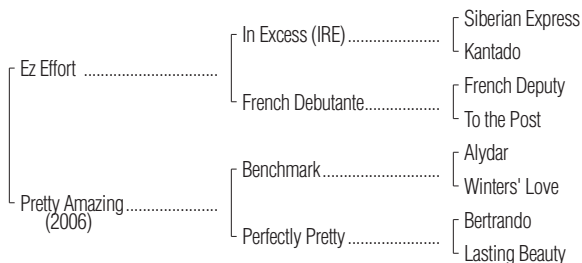 Siberian Express
In Excess (IRE)
Kantado
Ez Effort
French Deputy
French Debutante
To the Post
Alydar
Benchmark
Winters' Love
Pretty Amazing
(2006)
Bertrando
Perfectly Pretty
Lasting Beauty